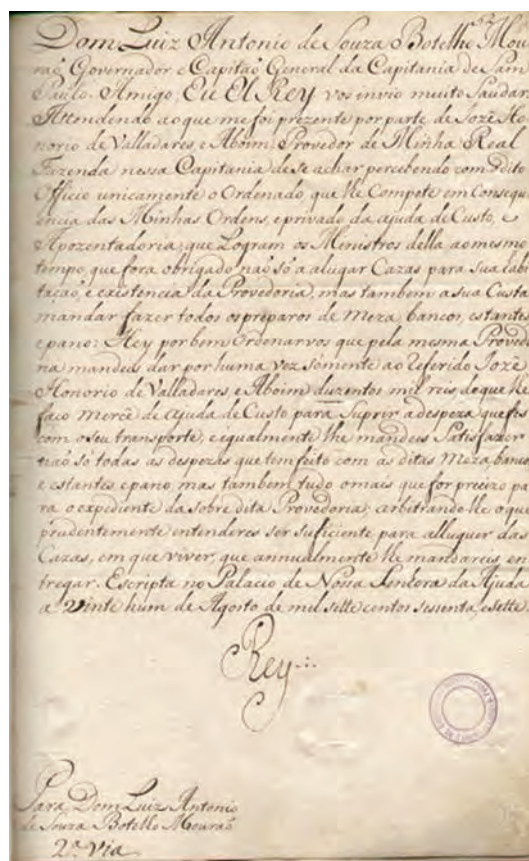 Dom Luiz Antonio de Souza Botelho Mou
raõ Governador e Capitaõ General da Capitania de Sam
Paulo. Amigo, Eu El Rey vos invio muito Saudar.
Attendendo ao que me foi prezente por parte de Jozé Ho
norio de Valladares e Aboim Provedor de Minha Real
Fazenda nessa Capitania de se achar percebendo com o dito
Officio unicamente o Ordenado, que lhe Compete em Consequ
encia das Minhas Ordens, e privado da ajuda de Custo, e
Apozentadoria, que Logram os Ministros della ao mesmo
tempo, que fora obrigado naõ só a alugar Cazas para sua habi
taçaõ, e existencia da Provedoria, mas tambem a sua Custa
mandar fazer todos os préparos de Meza, bancos, estantes
e pano: Hey por bem Ordenarvos que pela mesma Provedo
ria mandeis dar por huma vez sómente ao Referido Jozé
Honorio de Valladares, e Aboim duzentos mil reis, de que lhe
faço mercê de ajuda de Custo para Suprir a despeza que fes
com o seu transporte, e igualmente lhe mandeis Satisfazer
naõ só todas as despezas que tem feito com as ditas Meza, banco
e estantes e pano, mas tambem tudo o mais que for precizo pa
ra o expediente da sobre dita Provedoria; arbitrando-lhe o que
prudentemente entenderes ser suficiente para alluguer das
Cazas, em que viver, que annualmente lhe mandareis en
tregar. Escripta no Palacio de Nossa Senhora da Ajuda
a Vinte hum de Agosto de mil sette centos sessenta, e sette
Rey
Para Dom Luiz Antonio
de Souza Botelho Mouraõ
2ª Via